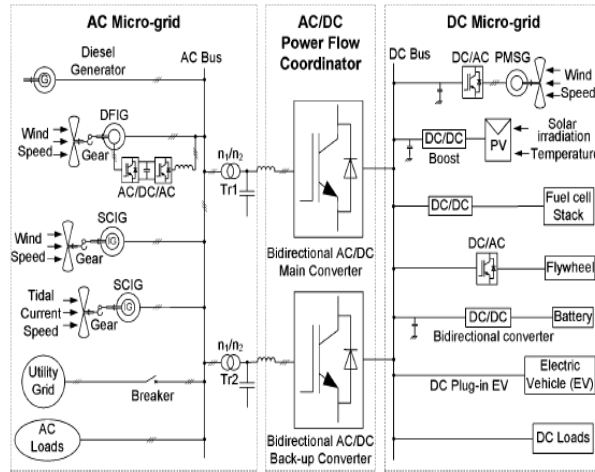 AC Micro-grid
Diesel
Generator
AC Bus
G
DFIG
Wind
Speed
Gear
AC/DC/AC
SCIG
IG
Wind
Speed
Gear
SCIG
IG
Tidal
Current
Speed
Gear
Utility
Grid
Breaker
AC
Loads
n1/n2
Tr1
n1/n2
Tr2
AC/DC
Power Flow
Coordinator
Bidirectional AC/DC
Main Converter
Bidirectional AC/DC
Back-up Converter
DC Micro-grid
DC Bus
DC/AC PMSG
Wind
Speed
DC/DC
Boost
PV
Solar
irradiation
Temperature
DC/DC
Fuel cell
Stack
DC/AC
Flywheel
DC/DC
Battery
Bidirectional converter
DC Plug-in EV
Electric
Vehicle (EV)
DC Loads